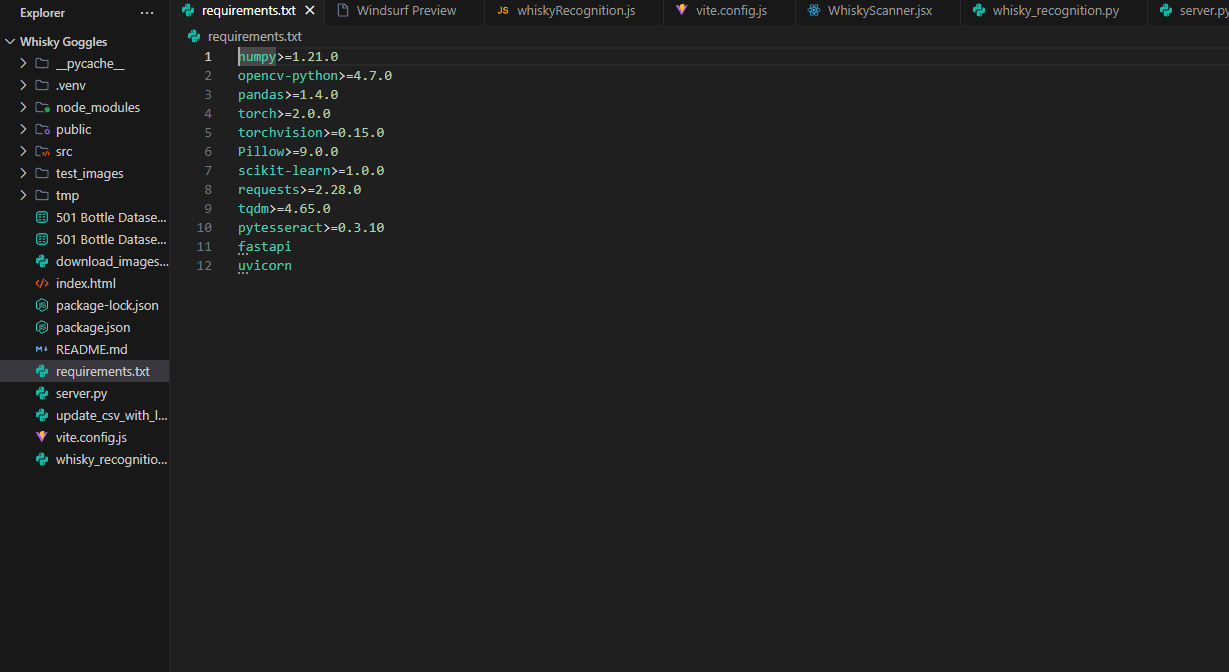 Explorer ...
requirements.txt
Windsurf Preview
JS whiskyRecognition.js
vite.config.js
WhiskyScanner.jsx
whisky_recognition.py
server.py
requirements.txt
Whisky Goggles
__pycache__
.venv
node_modules
public
src
test_images
tmp
501 Bottle Datase...
501 Bottle Datase...
download_images...
index.html
package-lock.json
package.json
README.md
requirements.txt
server.py
update_csv_with_l...
vite.config.js
whisky_recognitio...
1 numpy>=1.21.0
2 opencv-python>=4.7.0
3 pandas>=1.4.0
4 torch>=2.0.0
5 torchvision>=0.15.0
6 Pillow>=9.0.0
7 scikit-learn>=1.0.0
8 requests>=2.28.0
9 tqdm>=4.65.0
10 pytesseract>=0.3.10
11 fastapi
12 uvicorn